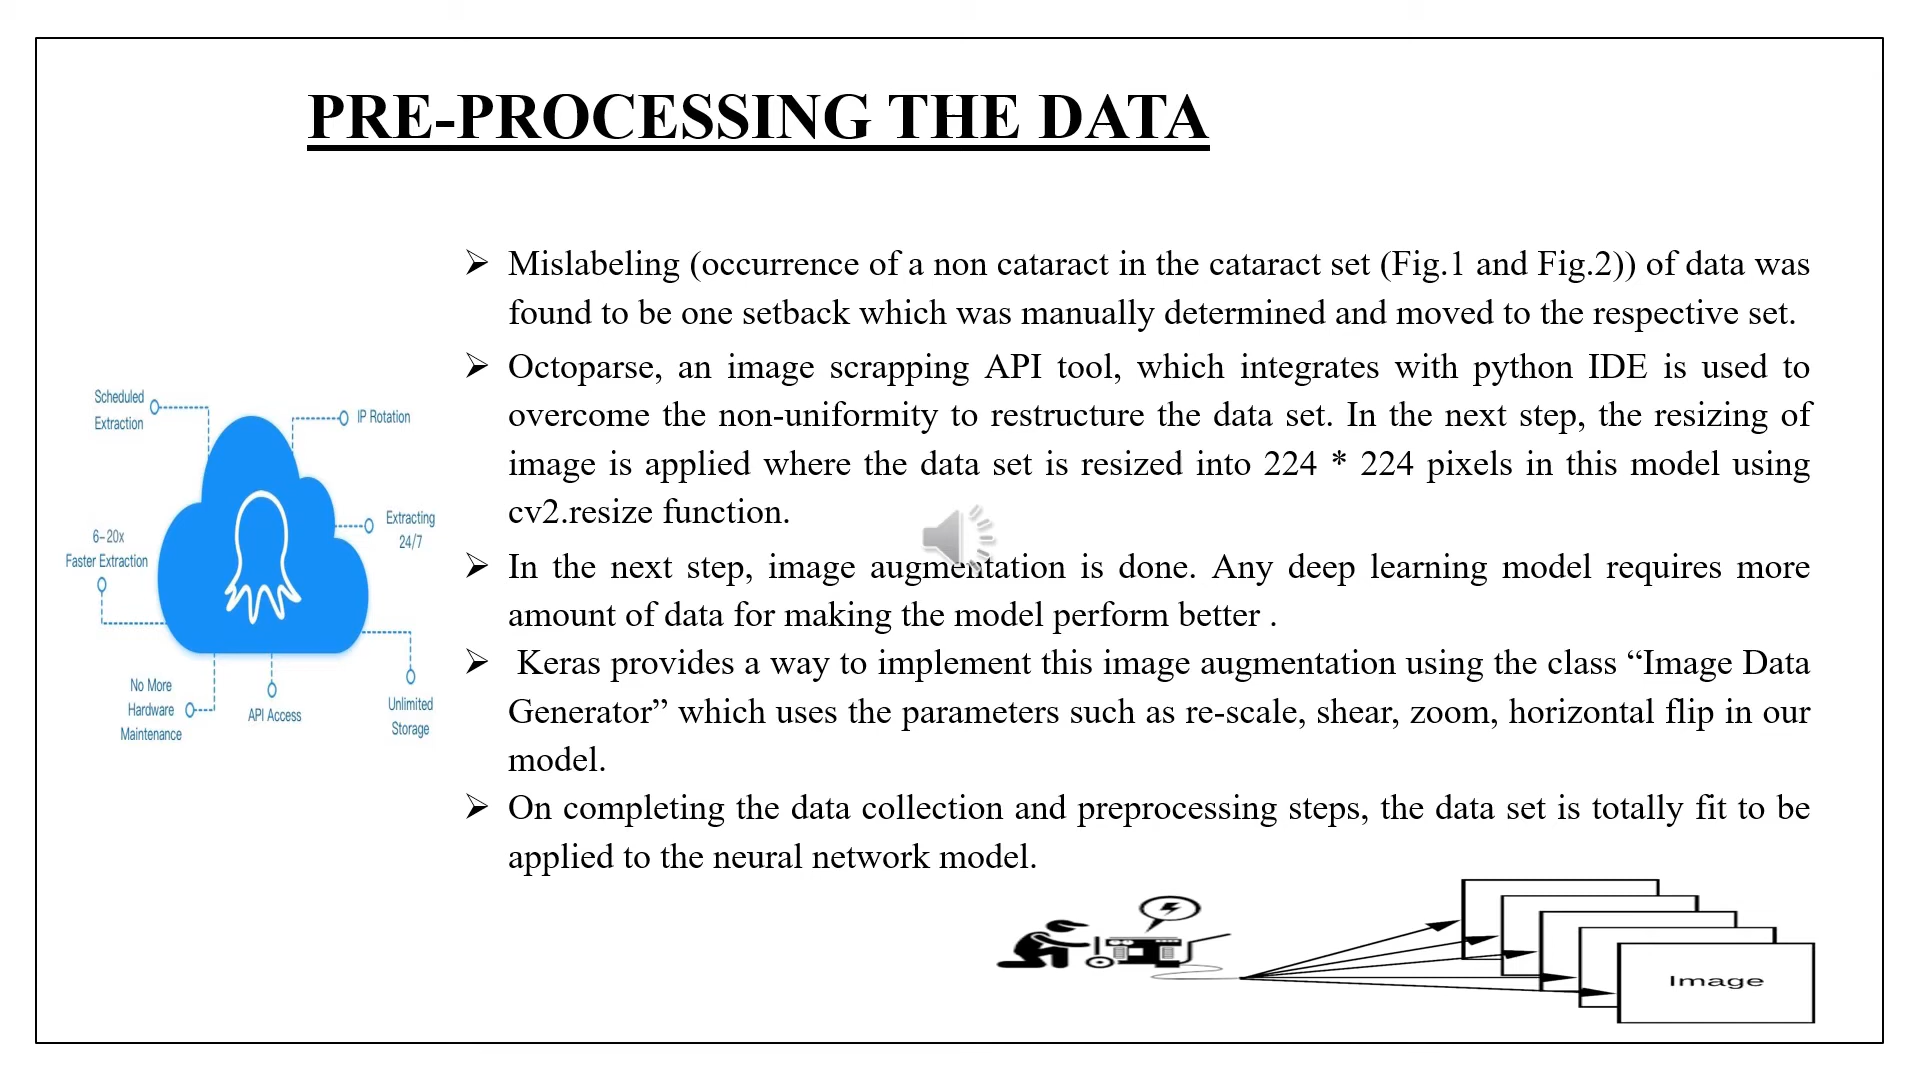 PRE-PROCESSING THE DATA
➢ Mislabeling (occurrence of a non cataract in the cataract set (Fig.1 and Fig.2)) of data was
found to be one setback which was manually determined and moved to the respective set.
➢ Octoparse, an image scrapping API tool, which integrates with python IDE is used to
overcome the non-uniformity to restructure the data set. In the next step, the resizing of
image is applied where the data set is resized into 224 * 224 pixels in this model using
cv2.resize function.
➢ In the next step, image augmentation is done. Any deep learning model requires more
amount of data for making the model perform better .
➢ Keras provides a way to implement this image augmentation using the class “Image Data
Generator” which uses the parameters such as re-scale, shear, zoom, horizontal flip in our
model.
➢ On completing the data collection and preprocessing steps, the data set is totally fit to be
applied to the neural network model.
Scheduled
Extraction
IP Rotation
6–20x
Faster Extraction
Extracting
24/7
No More
Hardware
Maintenance
API Access
Unlimited
Storage
Image